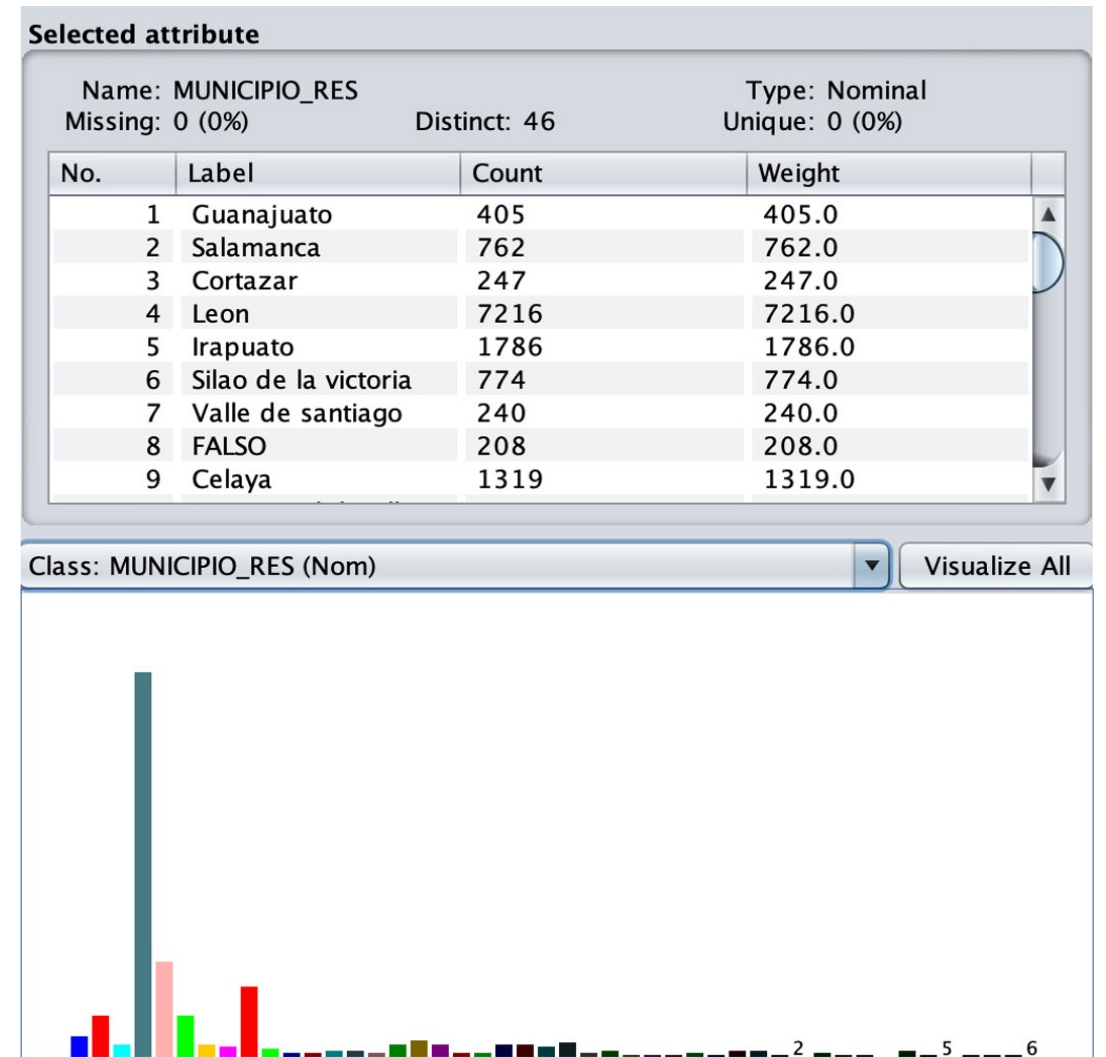 Selected attribute
Name: MUNICIPIO_RES Type: Nominal
Missing: 0 (0%) Distinct: 46 Unique: 0 (0%)
No. Label Count Weight
1 Guanajuato 405 405.0
2 Salamanca 762 762.0
3 Cortazar 247 247.0
4 Leon 7216 7216.0
5 Irapuato 1786 1786.0
6 Silao de la victoria 774 774.0
7 Valle de santiago 240 240.0
8 FALSO 208 208.0
9 Celaya 1319 1319.0
Class: MUNICIPIO_RES (Nom) Visualize All
2 5 6